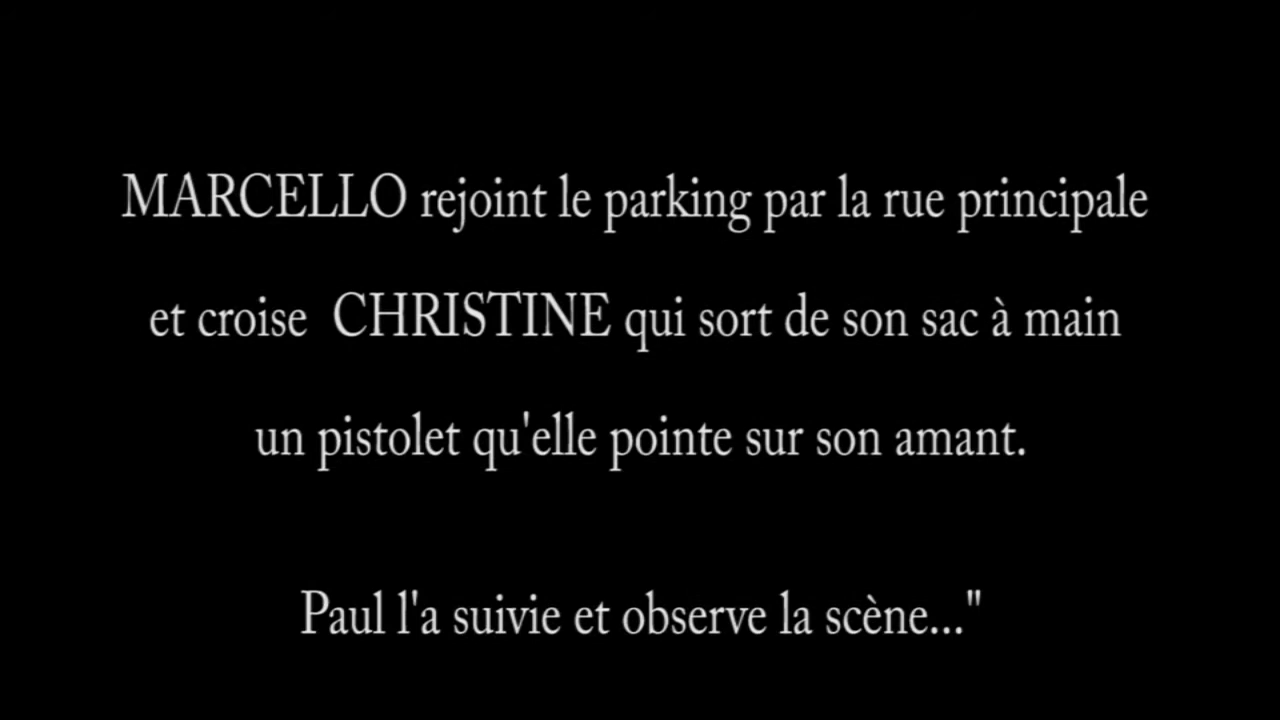 MARCELLO rejoint le parking par la rue principale
et croise  CHRISTINE qui sort de son sac à main
un pistolet qu'elle pointe sur son amant.
Paul l'a suivie et observe la scène..."